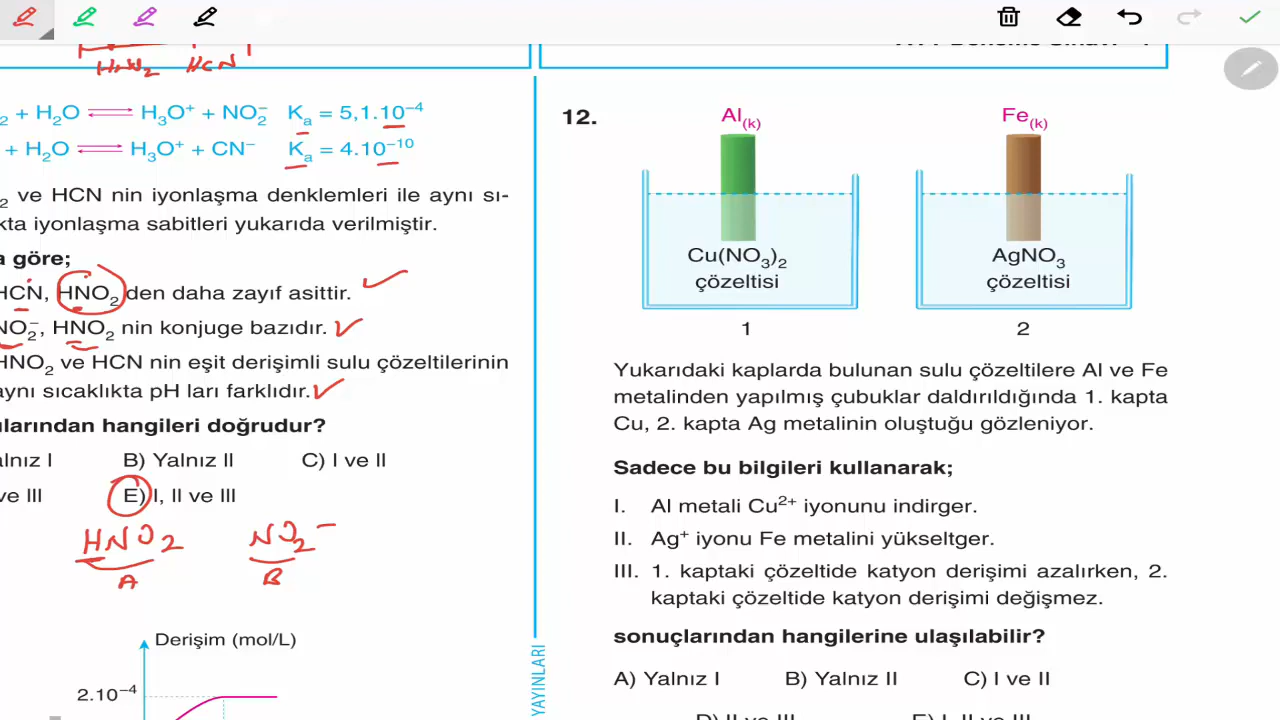 HNO2 HCN
2 + H₂O ⇌ H₃O⁺ + NO₂⁻ Kₐ = 5,1.10⁻⁴
+ H₂O ⇌ H₃O⁺ + CN⁻ Kₐ = 4.10⁻¹⁰
2 ve HCN nin iyonlaşma denklemleri ile aynı sı-
kta iyonlaşma sabitleri yukarıda verilmiştir.
a göre;
HCN, HNO₂ den daha zayıf asittir.
NO₂⁻, HNO₂ nin konjuge bazıdır.
HNO₂ ve HCN nin eşit derişimli sulu çözeltilerinin
aynı sıcaklıkta pH ları farklıdır.
larından hangileri doğrudur?
alnız I B) Yalnız II C) I ve II
ve III E) I, II ve III
HNO₂ NO₂⁻
A B
Derişim (mol/L)
2.10⁻⁴
YAYINLARI
12.
Al(k) Fe(k)
Cu(NO₃)₂ AgNO₃
çözeltisi çözeltisi
1 2
Yukarıdaki kaplarda bulunan sulu çözeltilere Al ve Fe
metalinden yapılmış çubuklar daldırıldığında 1. kapta
Cu, 2. kapta Ag metalinin oluştuğu gözleniyor.
Sadece bu bilgileri kullanarak;
I. Al metali Cu²⁺ iyonunu indirger.
II. Ag⁺ iyonu Fe metalini yükseltger.
III. 1. kaptaki çözeltide katyon derişimi azalırken, 2.
kaptaki çözeltide katyon derişimi değişmez.
sonuçlarından hangilerine ulaşılabilir?
A) Yalnız I B) Yalnız II C) I ve II
D) II ve III E) I, II ve III